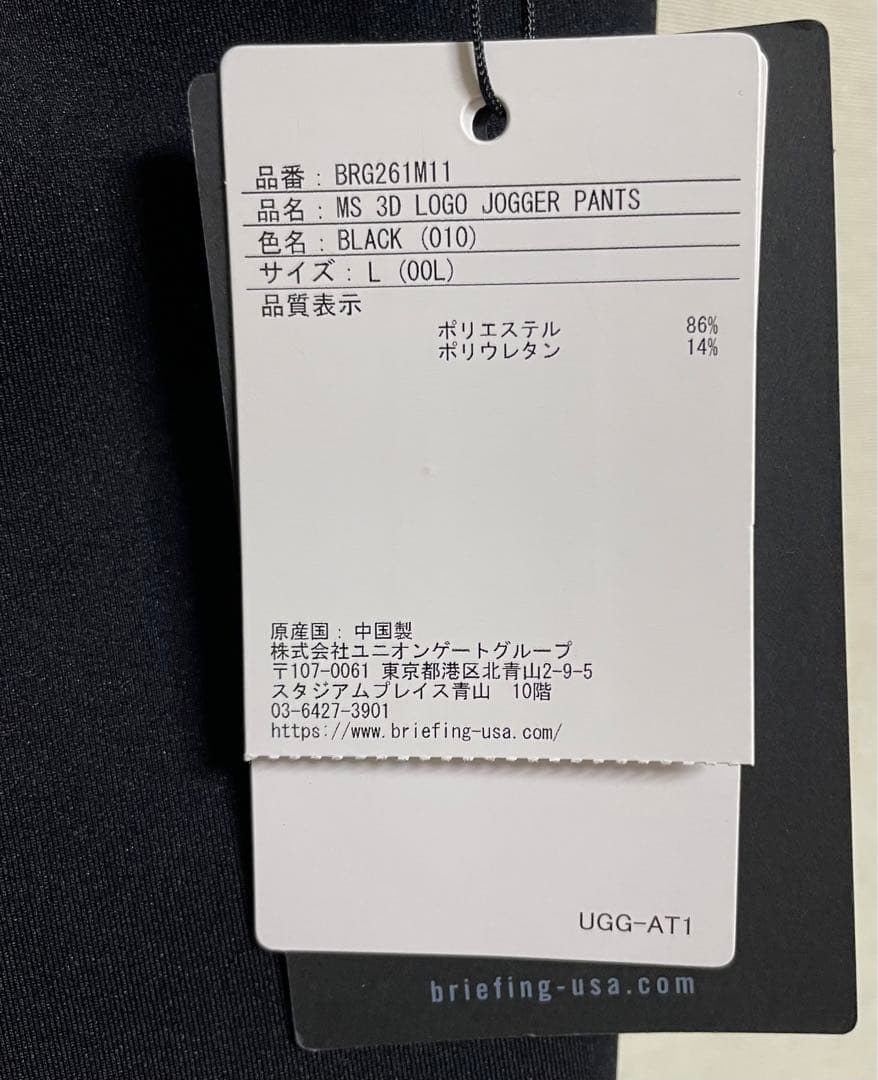 品番：BRG261M11
品名：MS 3D LOGO JOGGER PANTS
色名：BLACK (010)
サイズ：L (00L)
品質表示
ポリエステル 86%
ポリウレタン 14%
原産国：中国製
株式会社ユニオンゲートグループ
〒107-0061 東京都港区北青山2-9-5
スタジアムプレイス青山　10階
03-6427-3901
https://www.briefing-usa.com/
UGG-AT1
briefing-usa.com